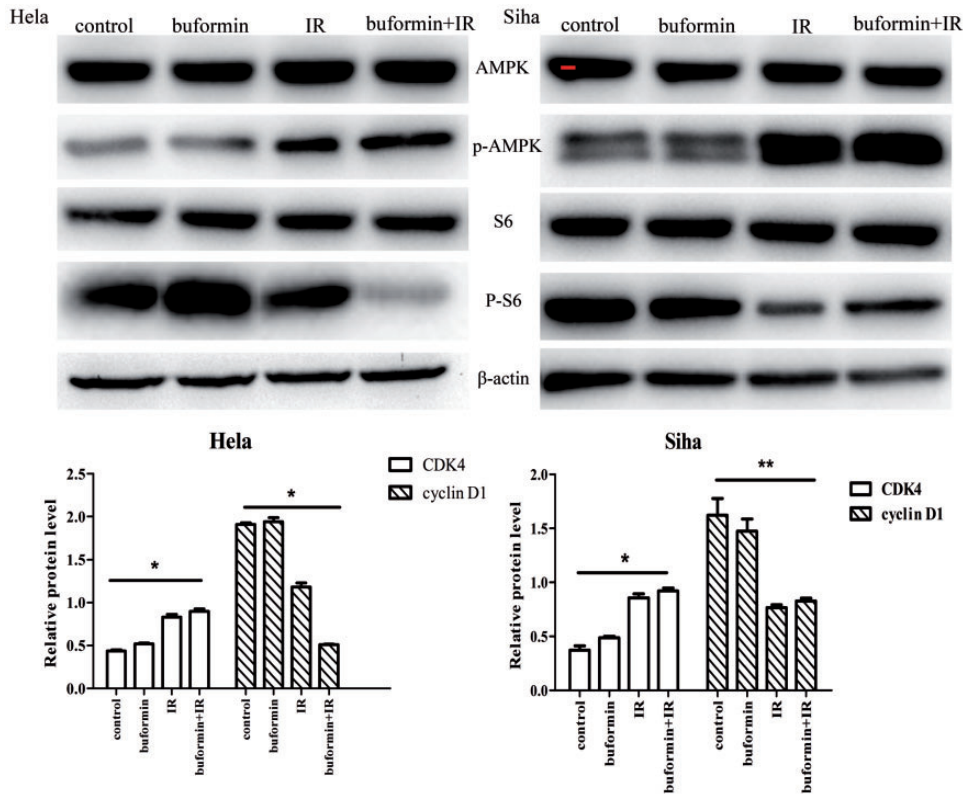 Hela
control buformin IR buformin+IR
Siha
control buformin IR buformin+IR
AMPK
p-AMPK
S6
P-S6
β-actin
Hela
CDK4
cyclin D1
Relative protein level
2.5
2.0
1.5
1.0
0.5
0.0
*
*
control
buformin
IR
buformin+IR
control
buformin
IR
buformin+IR
Siha
CDK4
cyclin D1
Relative protein level
2.0
1.5
1.0
0.5
0.0
*
**
control
buformin
IR
buformin+IR
control
buformin
IR
buformin+IR